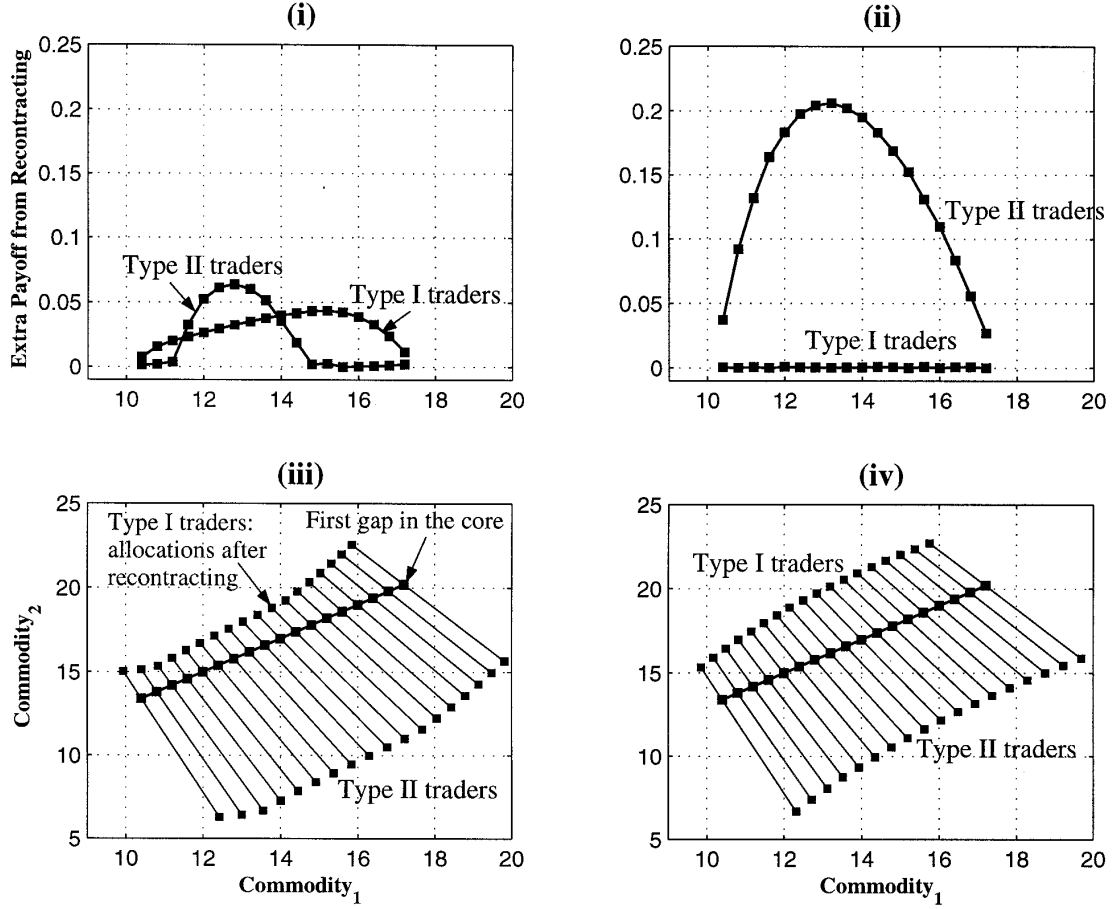 (i)
Extra Payoff from Recontracting
0.25
0.2
0.15
0.1
0.05
0
Type II traders
Type I traders
10 12 14 16 18 20
(ii)
0.25
0.2
0.15
0.1
0.05
0
Type II traders
Type I traders
10 12 14 16 18 20
(iii)
Commodity2
25
20
15
10
5
Type I traders:
allocations after
recontracting
First gap in the core
Type II traders
10 12 14 16 18 20
Commodity1
(iv)
25
20
15
10
5
Type I traders
Type II traders
10 12 14 16 18 20
Commodity1